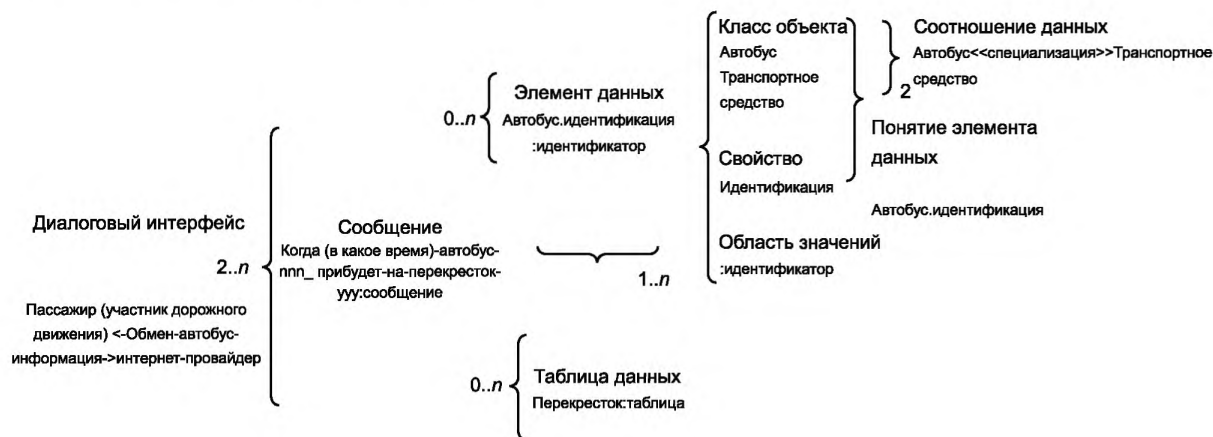 Диалоговый интерфейс
2..n
Пассажир (участник дорожного
движения) <-Обмен-автобус-
информация->интернет-провайдер
Сообщение
Когда (в какое время)-автобус-
nnn_ прибудет-на-перекресток-
yyy:сообщение
0..n
Элемент данных
Автобус.идентификация
:идентификатор
1..n
0..n
Таблица данных
Перекресток:таблица
Класс объекта
Автобус
Транспортное
средство
Свойство
Идентификация
Область значений
:идентификатор
Соотношение данных
Автобус<<специализация>>Транспортное
средство
2
Понятие элемента
данных
Автобус.идентификация